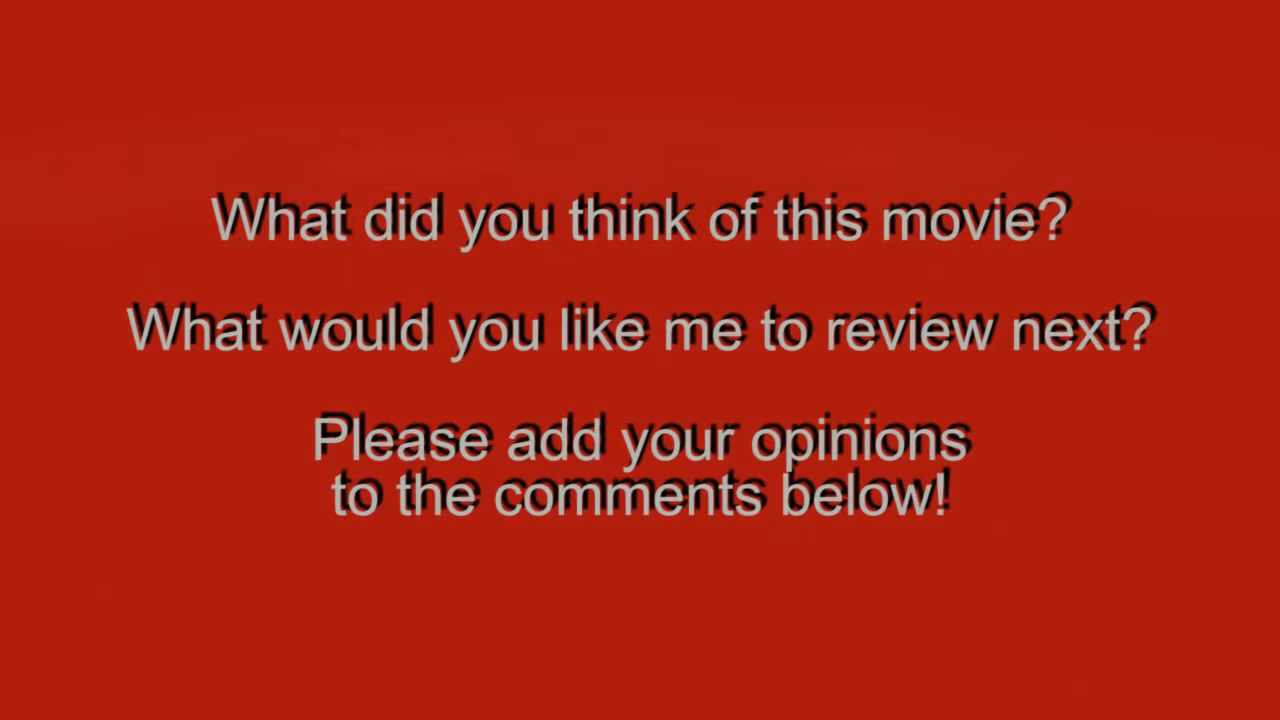 What did you think of this movie?
What would you like me to review next?
Please add your opinions
to the comments below!